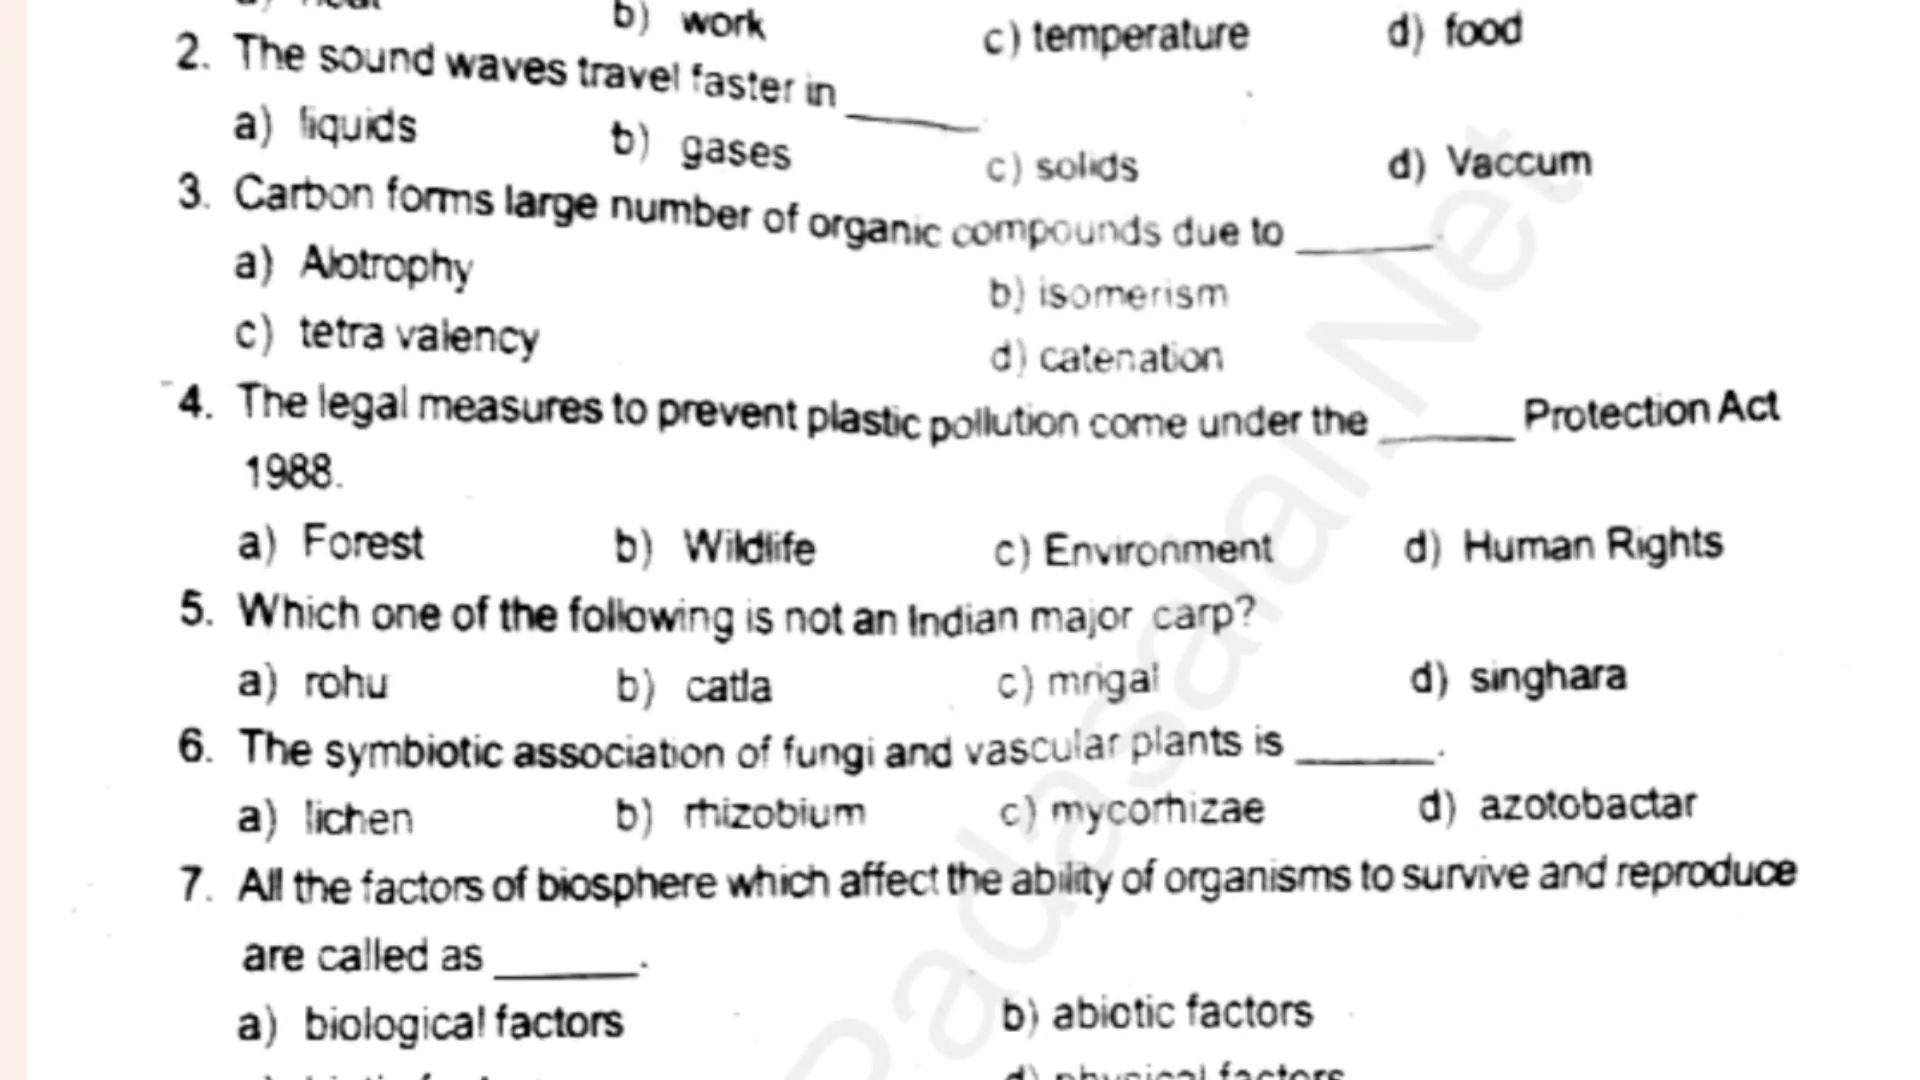 b) work c) temperature d) food
2. The sound waves travel faster in ______
a) liquids b) gases c) solids d) Vaccum
3. Carbon forms large number of organic compounds due to ______.
a) Alotrophy b) isomerism
c) tetra valency d) catenation
4. The legal measures to prevent plastic pollution come under the ______ Protection Act
1988.
a) Forest b) Wildlife c) Environment d) Human Rights
5. Which one of the following is not an Indian major carp?
a) rohu b) catla c) mrigal d) singhara
6. The symbiotic association of fungi and vascular plants is ______.
a) lichen b) rhizobium c) mycorhizae d) azotobactar
7. All the factors of biosphere which affect the ability of organisms to survive and reproduce
are called as ______.
a) biological factors b) abiotic factors
d) physical factors
Padasalai.Net